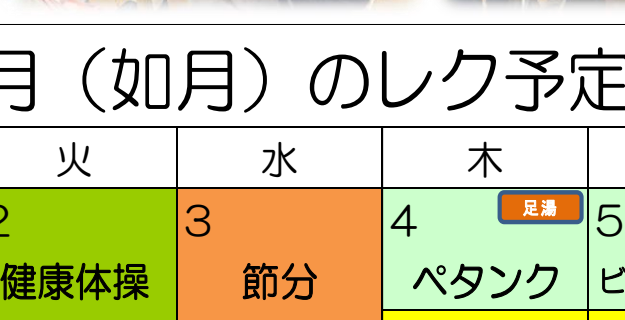 月（如月）のレク予定
火 水 木
2 3 4 足湯 5
健康体操 節分 ペタンク ビ